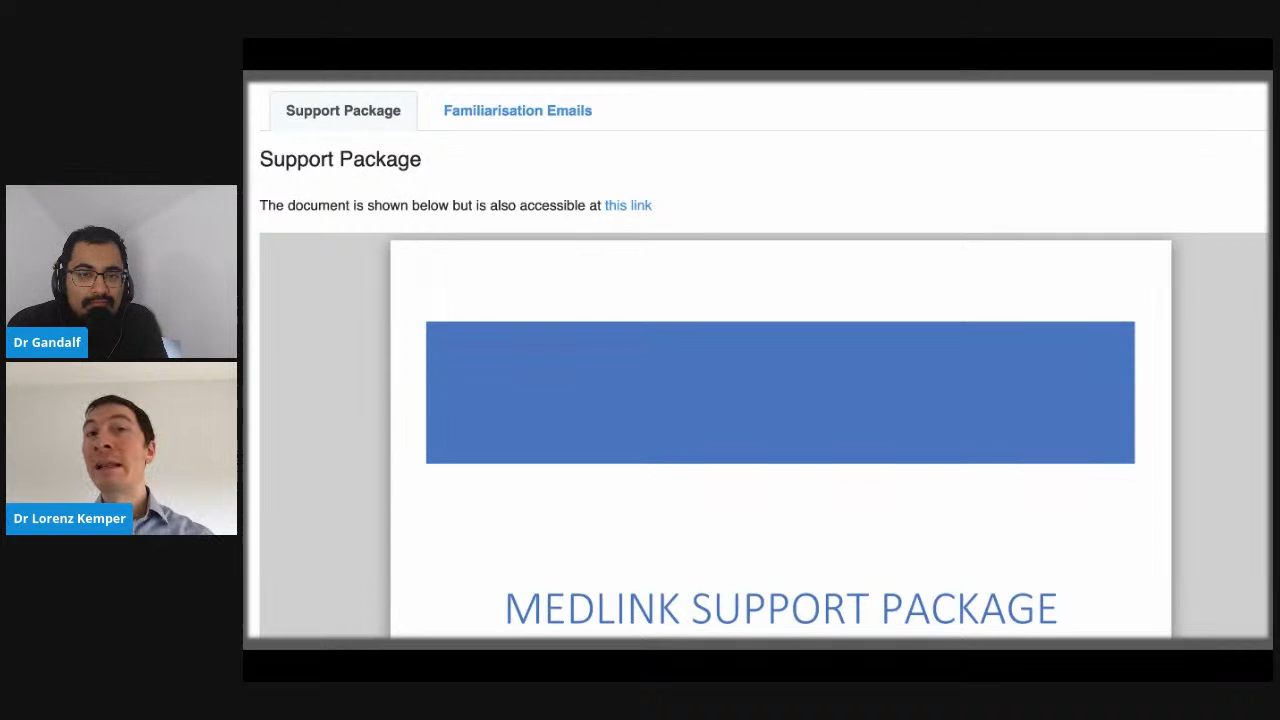 Support Package
Familiarisation Emails
Support Package
The document is shown below but is also accessible at this link
MEDLINK SUPPORT PACKAGE
Dr Gandalf
Dr Lorenz Kemper